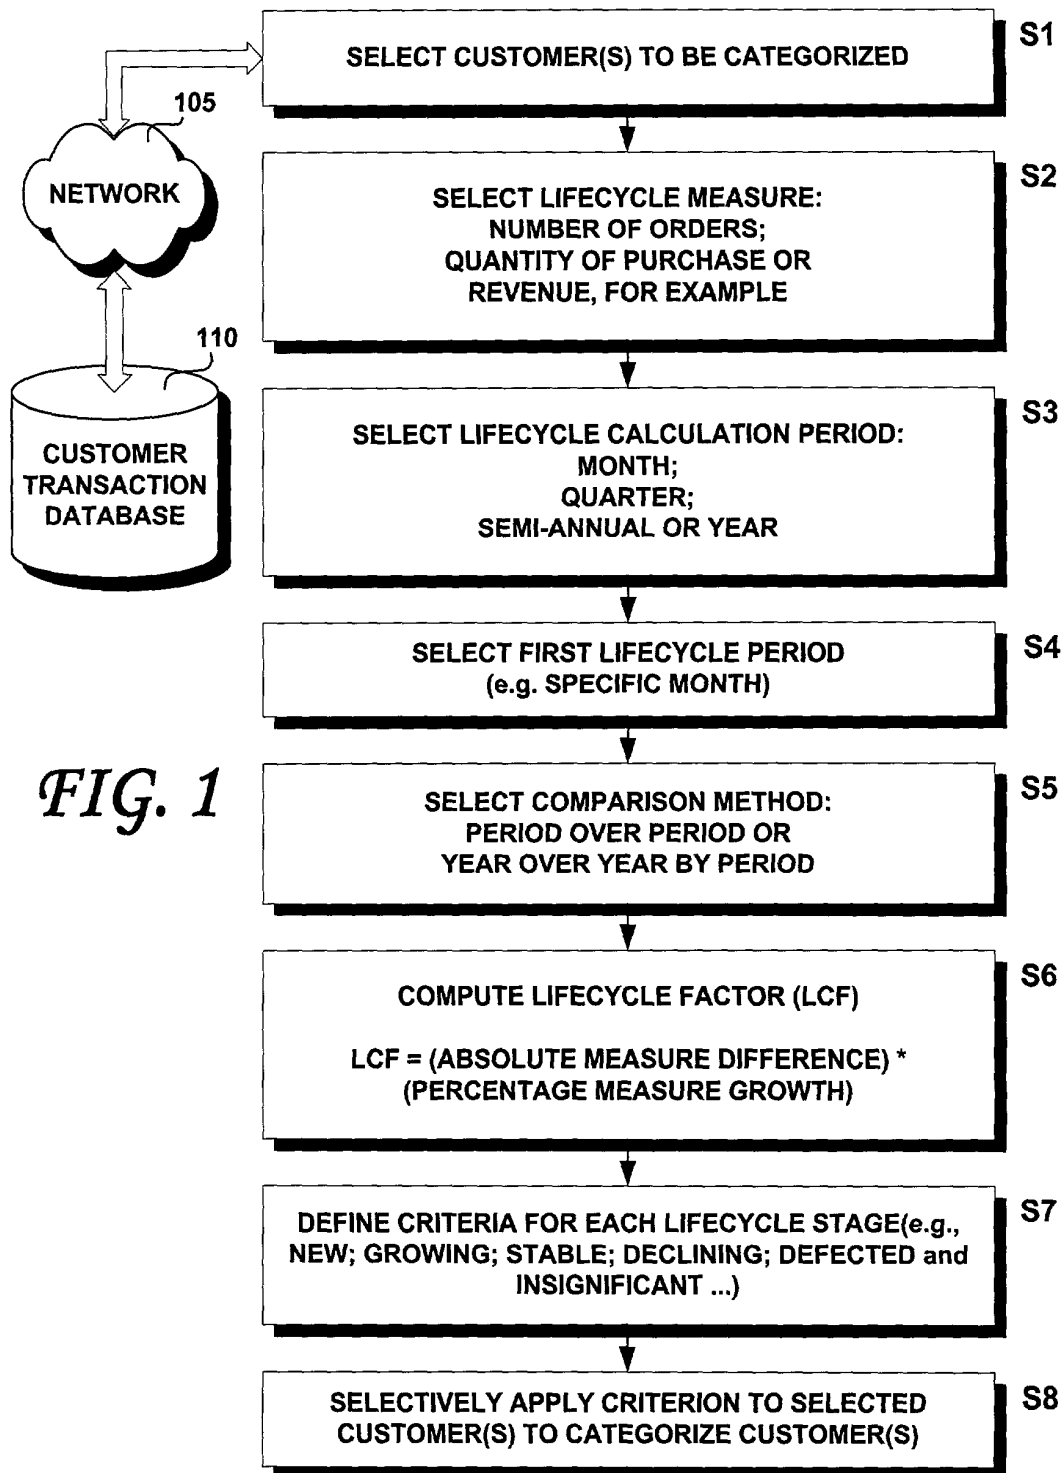 S1
SELECT CUSTOMER(S) TO BE CATEGORIZED
105
NETWORK
S2
SELECT LIFECYCLE MEASURE:
NUMBER OF ORDERS;
QUANTITY OF PURCHASE OR
REVENUE, FOR EXAMPLE
110
CUSTOMER
TRANSACTION
DATABASE
S3
SELECT LIFECYCLE CALCULATION PERIOD:
MONTH;
QUARTER;
SEMI-ANNUAL OR YEAR
S4
SELECT FIRST LIFECYCLE PERIOD
(e.g. SPECIFIC MONTH)
FIG. 1
S5
SELECT COMPARISON METHOD:
PERIOD OVER PERIOD OR
YEAR OVER YEAR BY PERIOD
S6
COMPUTE LIFECYCLE FACTOR (LCF)
LCF = (ABSOLUTE MEASURE DIFFERENCE) *
(PERCENTAGE MEASURE GROWTH)
S7
DEFINE CRITERIA FOR EACH LIFECYCLE STAGE(e.g.,
NEW; GROWING; STABLE; DECLINING; DEFECTED and
INSIGNIFICANT ...)
S8
SELECTIVELY APPLY CRITERION TO SELECTED
CUSTOMER(S) TO CATEGORIZE CUSTOMER(S)